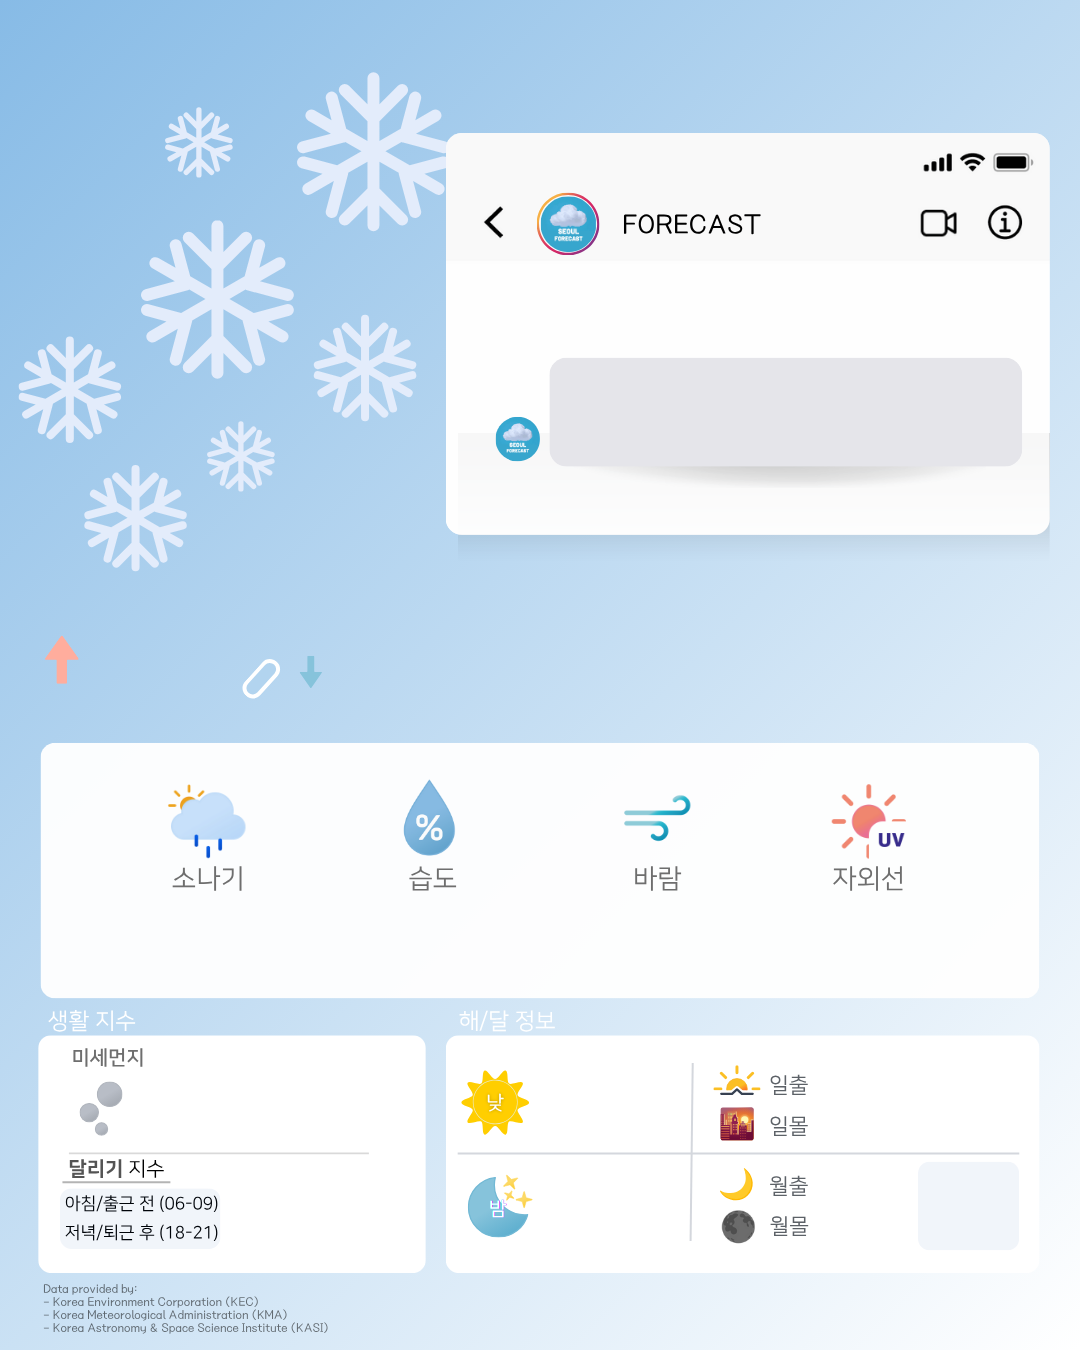 SEOUL
FORECAST
FORECAST
SEOUL
FORECAST
%
UV
소나기
습도
바람
자외선
생활 지수
해/달 정보
미세먼지
달리기 지수
아침/출근 전 (06-09)
저녁/퇴근 후 (18-21)
낮
일출
일몰
밤
월출
월몰
Data provided by:
- Korea Environment Corporation (KEC)
- Korea Meteorological Administration (KMA)
- Korea Astronomy & Space Science Institute (KASI)